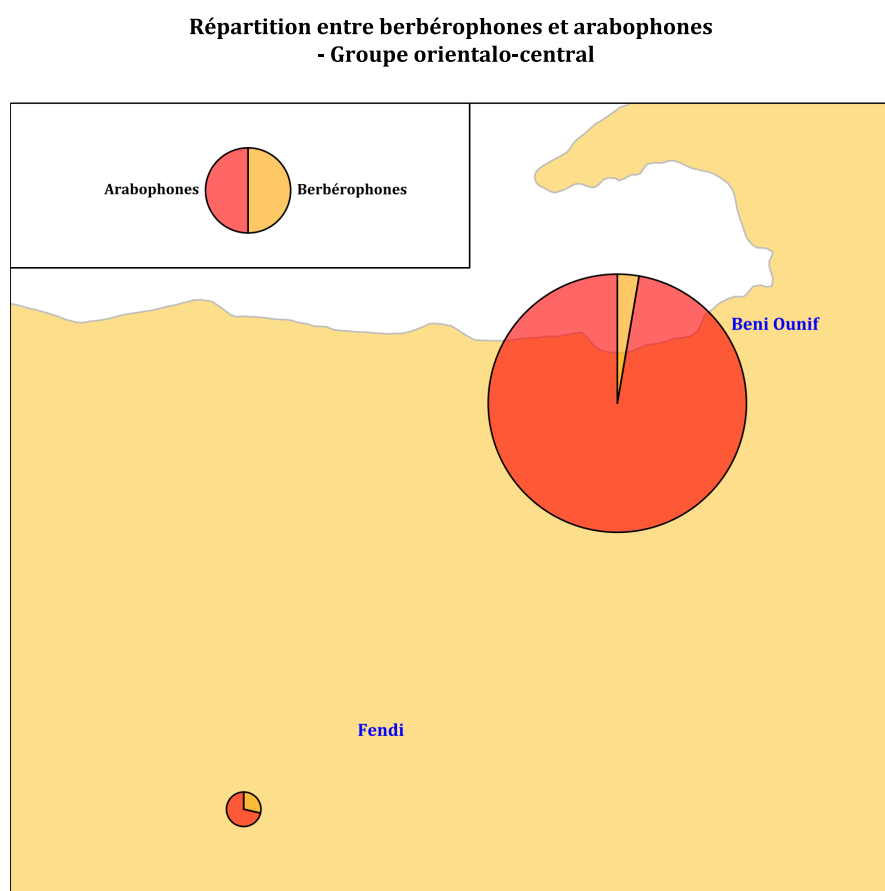 Répartition entre berbérophones et arabophones
- Groupe orientalo-central
Arabophones
Berbérophones
Beni Ounif
Fendi